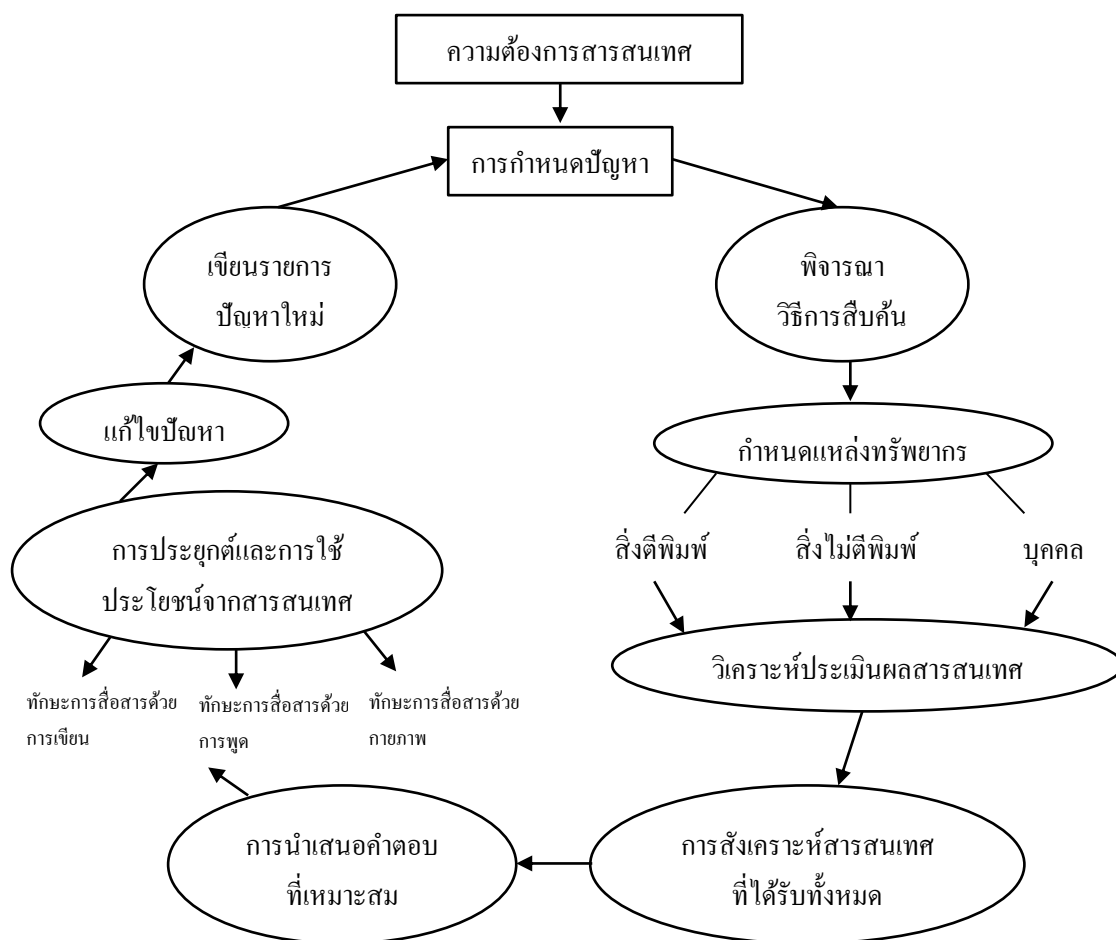 ความต้องการสารสนเทศ
การกำหนดปัญหา
เขียนรายการ
ปัญหาใหม่
พิจารณา
วิธีการสืบค้น
แก้ไขปัญหา
กำหนดแหล่งทรัพยากร
การประยุกต์และการใช้
ประโยชน์จากสารสนเทศ
สิ่งตีพิมพ์
สิ่งไม่ตีพิมพ์
บุคคล
วิเคราะห์ประเมินผลสารสนเทศ
ทักษะการสื่อสารด้วย
การเขียน
ทักษะการสื่อสารด้วย
การพูด
ทักษะการสื่อสารด้วย
กายภาพ
การนำเสนอคำตอบ
ที่เหมาะสม
การสังเคราะห์สารสนเทศ
ที่ได้รับทั้งหมด